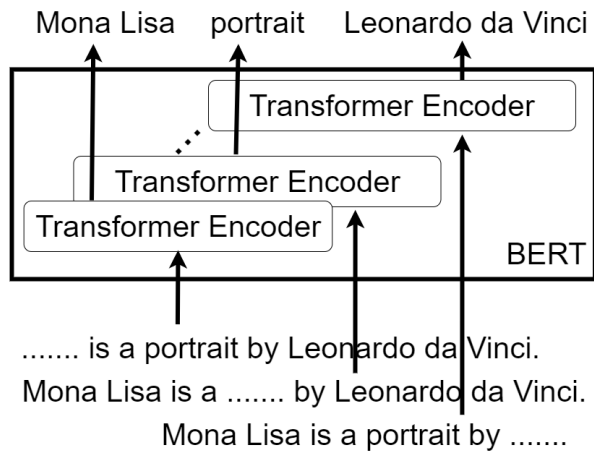 Mona Lisa portrait Leonardo da Vinci
Transformer Encoder
Transformer Encoder
Transformer Encoder
BERT
....... is a portrait by Leonardo da Vinci.
Mona Lisa is a ....... by Leonardo da Vinci.
Mona Lisa is a portrait by .......